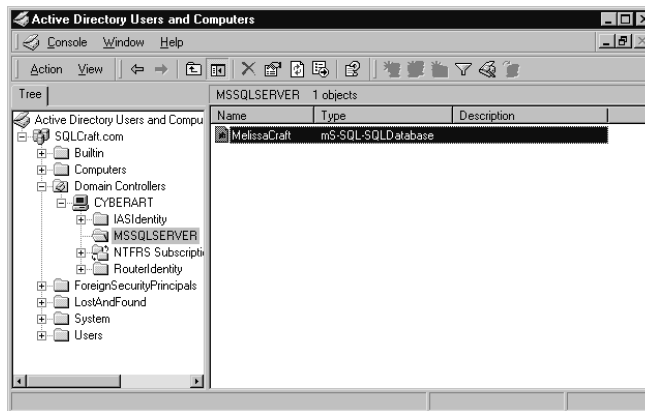 Active Directory Users and Computers
Console Window Help
Action View
Tree
MSSQLSERVER 1 objects
Active Directory Users and Compu
SQLCraft.com
Builtin
Computers
Domain Controllers
CYBERART
IASIdentity
MSSQLSERVER
NTFRS Subscripti
RouterIdentity
ForeignSecurityPrincipals
LostAndFound
System
Users
Name Type Description
MelissaCraft mS-SQL-SQLDatabase